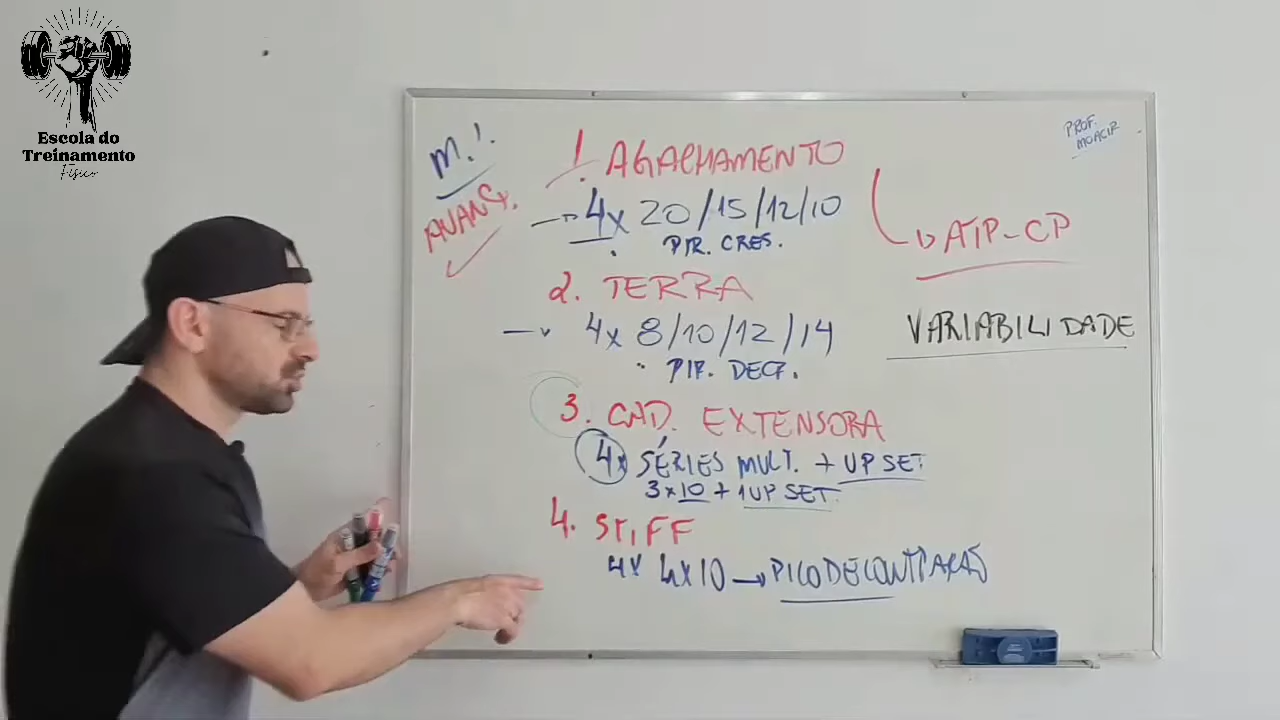 Escola do
Treinamento
Físico
PROF.
MOACIR
M.I.
AVANÇ.
1. AGACHAMENTO
4x 20/15/12/10
PIR. CRES.
ATP-CP
2. TERRA
4x 8/10/12/14
PIR. DECR.
VARIABILIDADE
3. CAD. EXTENSORA
4x SÉRIES MULT. + UP SET
3x10 + 1UP SET.
4. STIFF
4x 4x10 → PICO DE CONTRAÇÃO